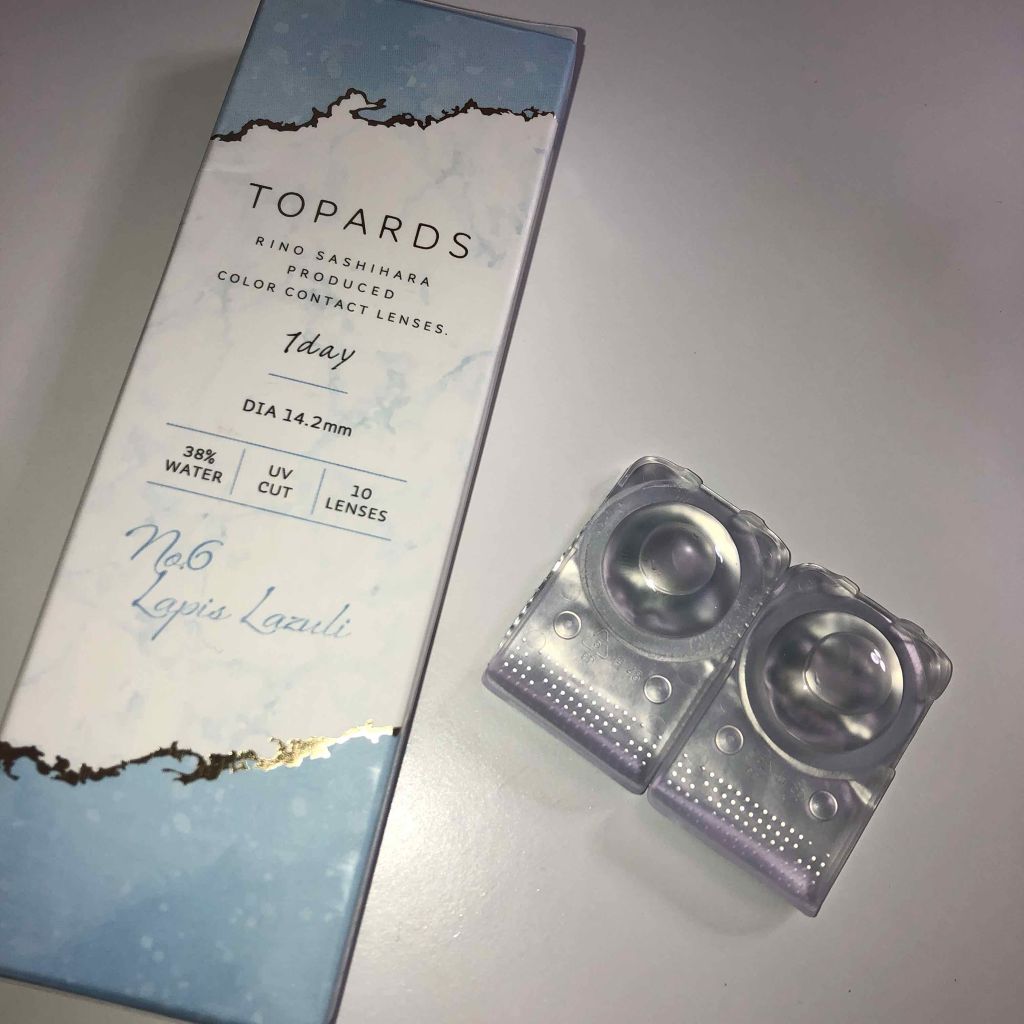 TOPARDS
RINO SASHIHARA
PRODUCED
COLOR CONTACT LENSES.
1day
DIA 14.2mm
38%
WATER
UV
CUT
10
LENSES
No.6
Lapis Lazuli